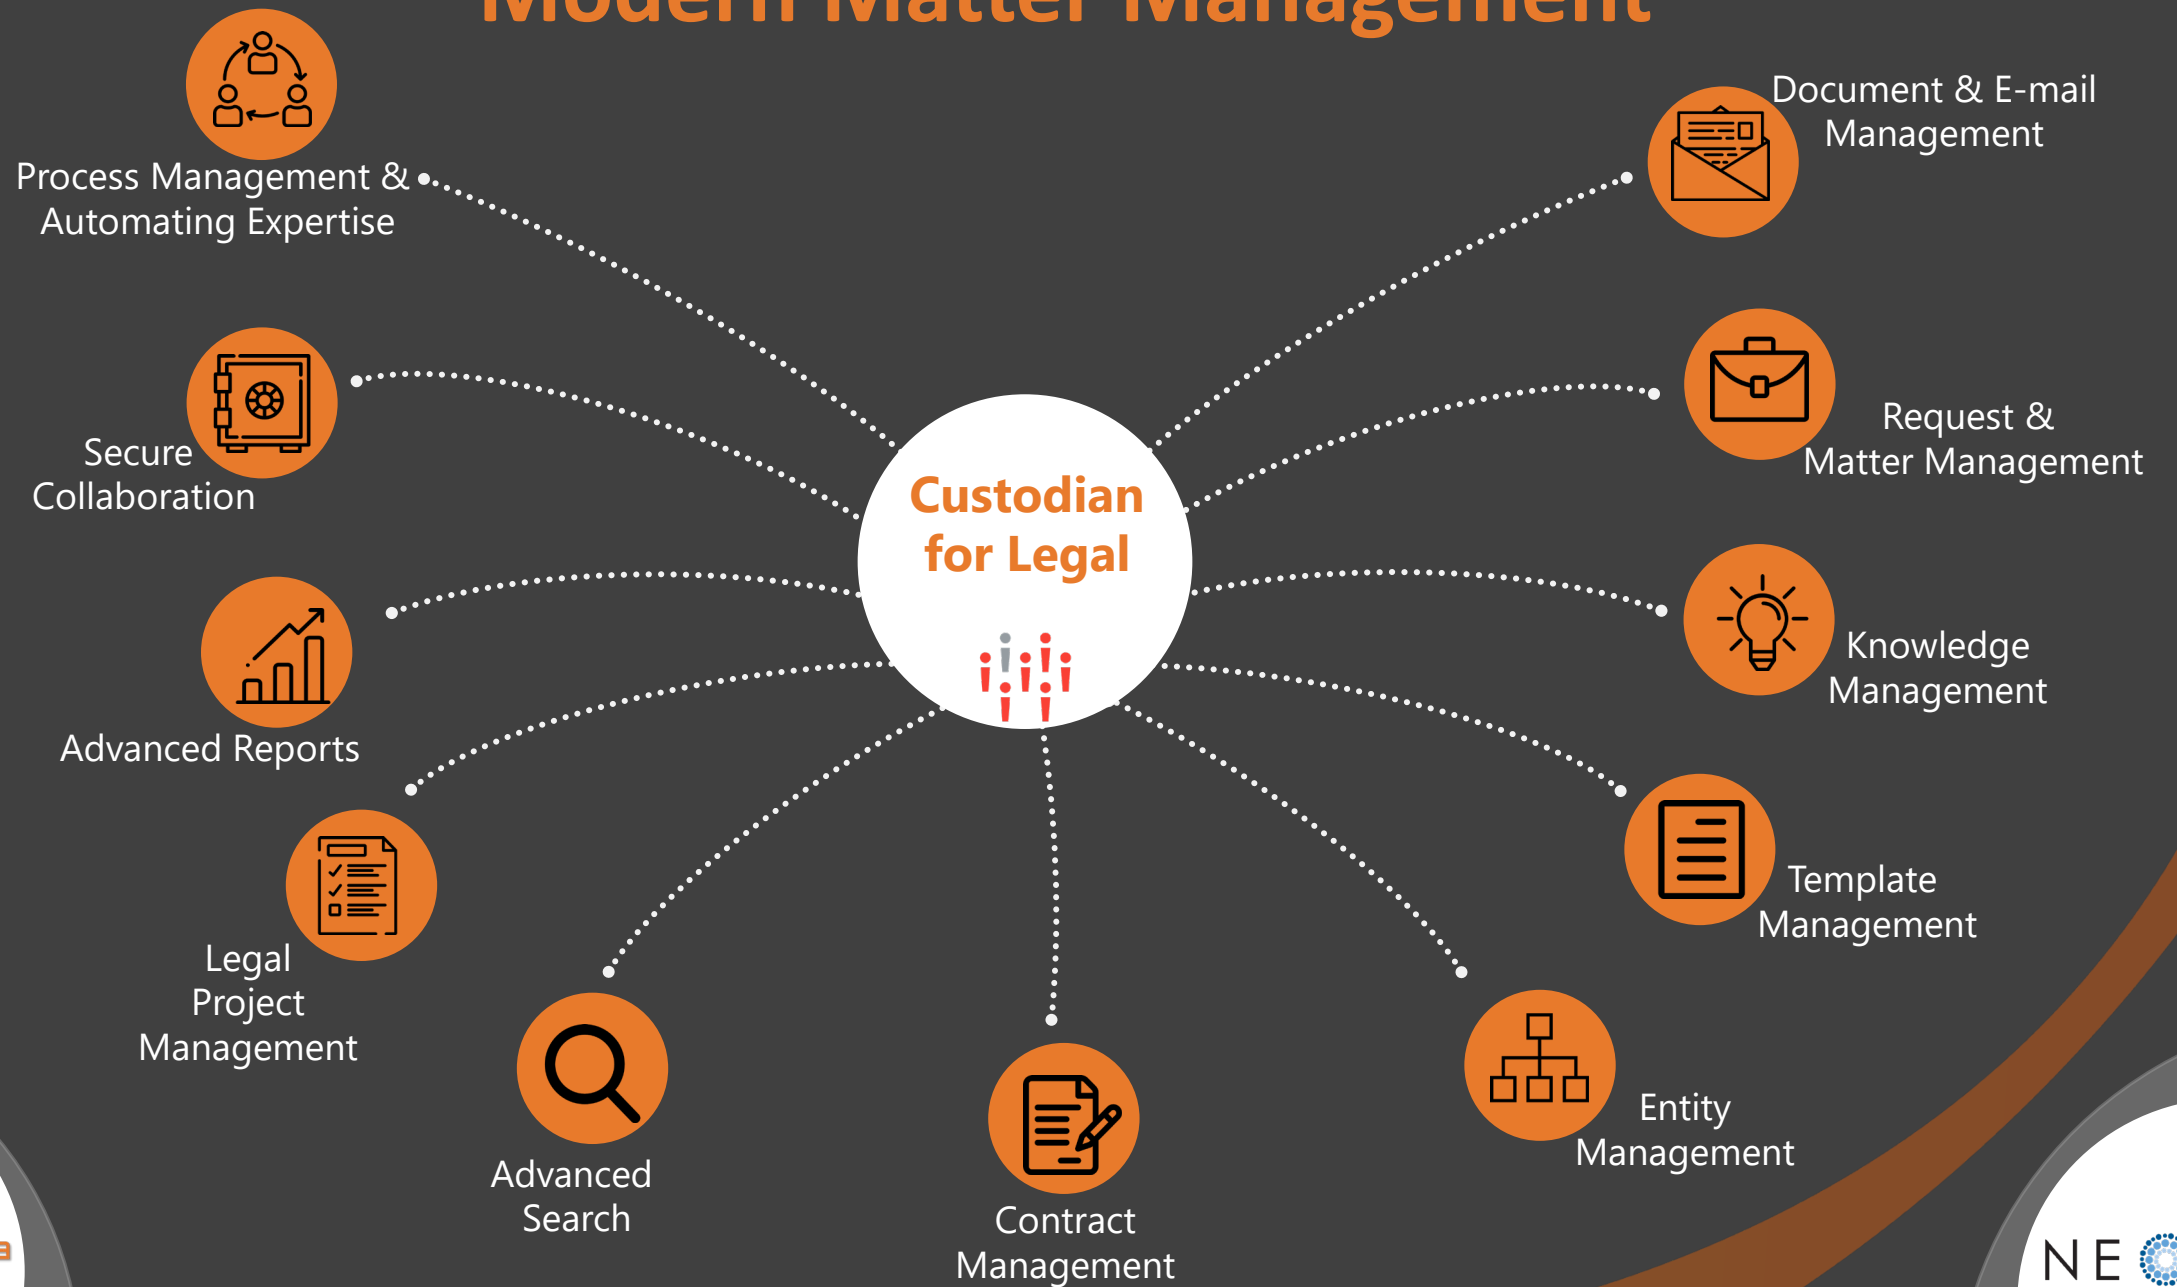 Modern Matter Management
Process Management &
Automating Expertise
Document & E-mail
Management
Secure
Collaboration
Request &
Matter Management
Custodian
for Legal
Advanced Reports
Knowledge
Management
Legal
Project
Management
Template
Management
Advanced
Search
Contract
Management
Entity
Management
NE